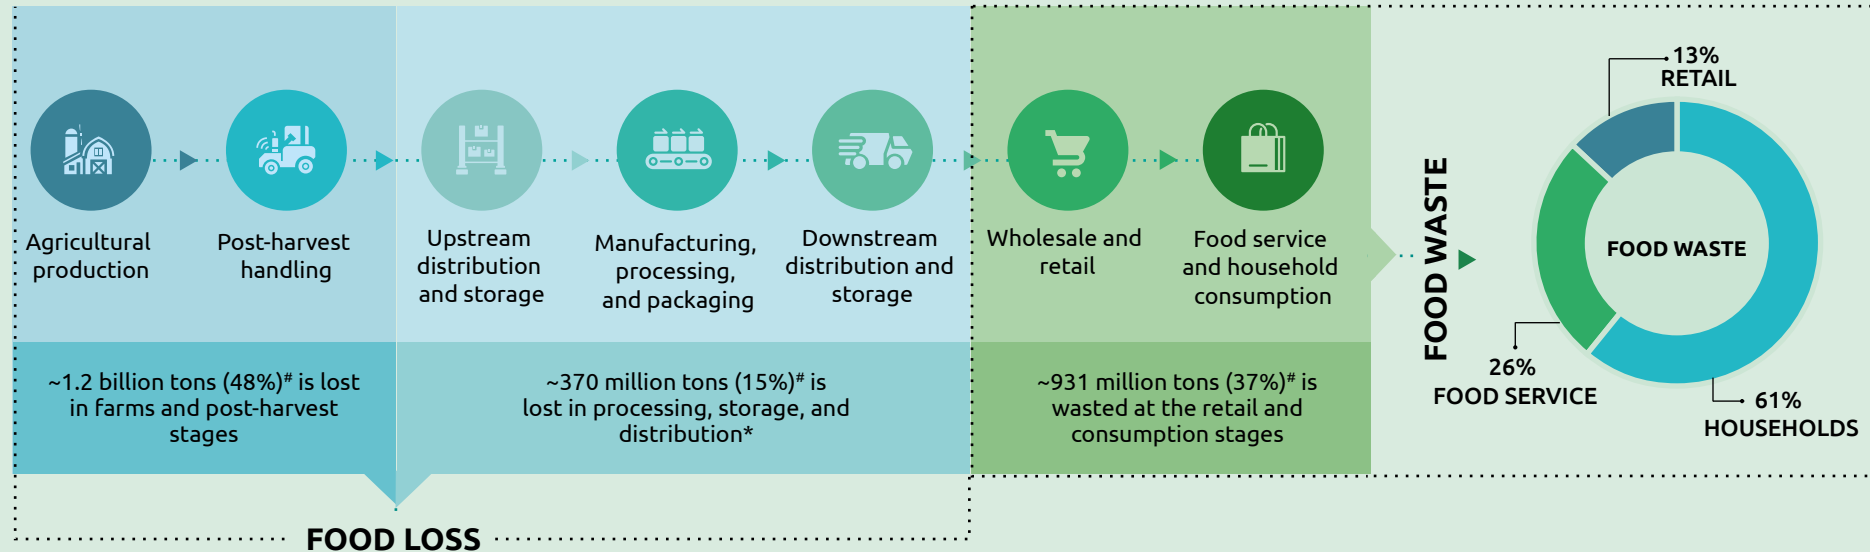 Agricultural
production
Post-harvest
handling
Upstream
distribution
and storage
Manufacturing,
processing,
and packaging
Downstream
distribution and
storage
Wholesale and
retail
Food service
and household
consumption
~1.2 billion tons (48%)# is lost
in farms and post-harvest
stages
~370 million tons (15%)# is
lost in processing, storage, and
distribution*
~931 million tons (37%)# is
wasted at the retail and
consumption stages
FOOD LOSS
FOOD WASTE
13%
RETAIL
FOOD WASTE
26%
FOOD SERVICE
61%
HOUSEHOLDS